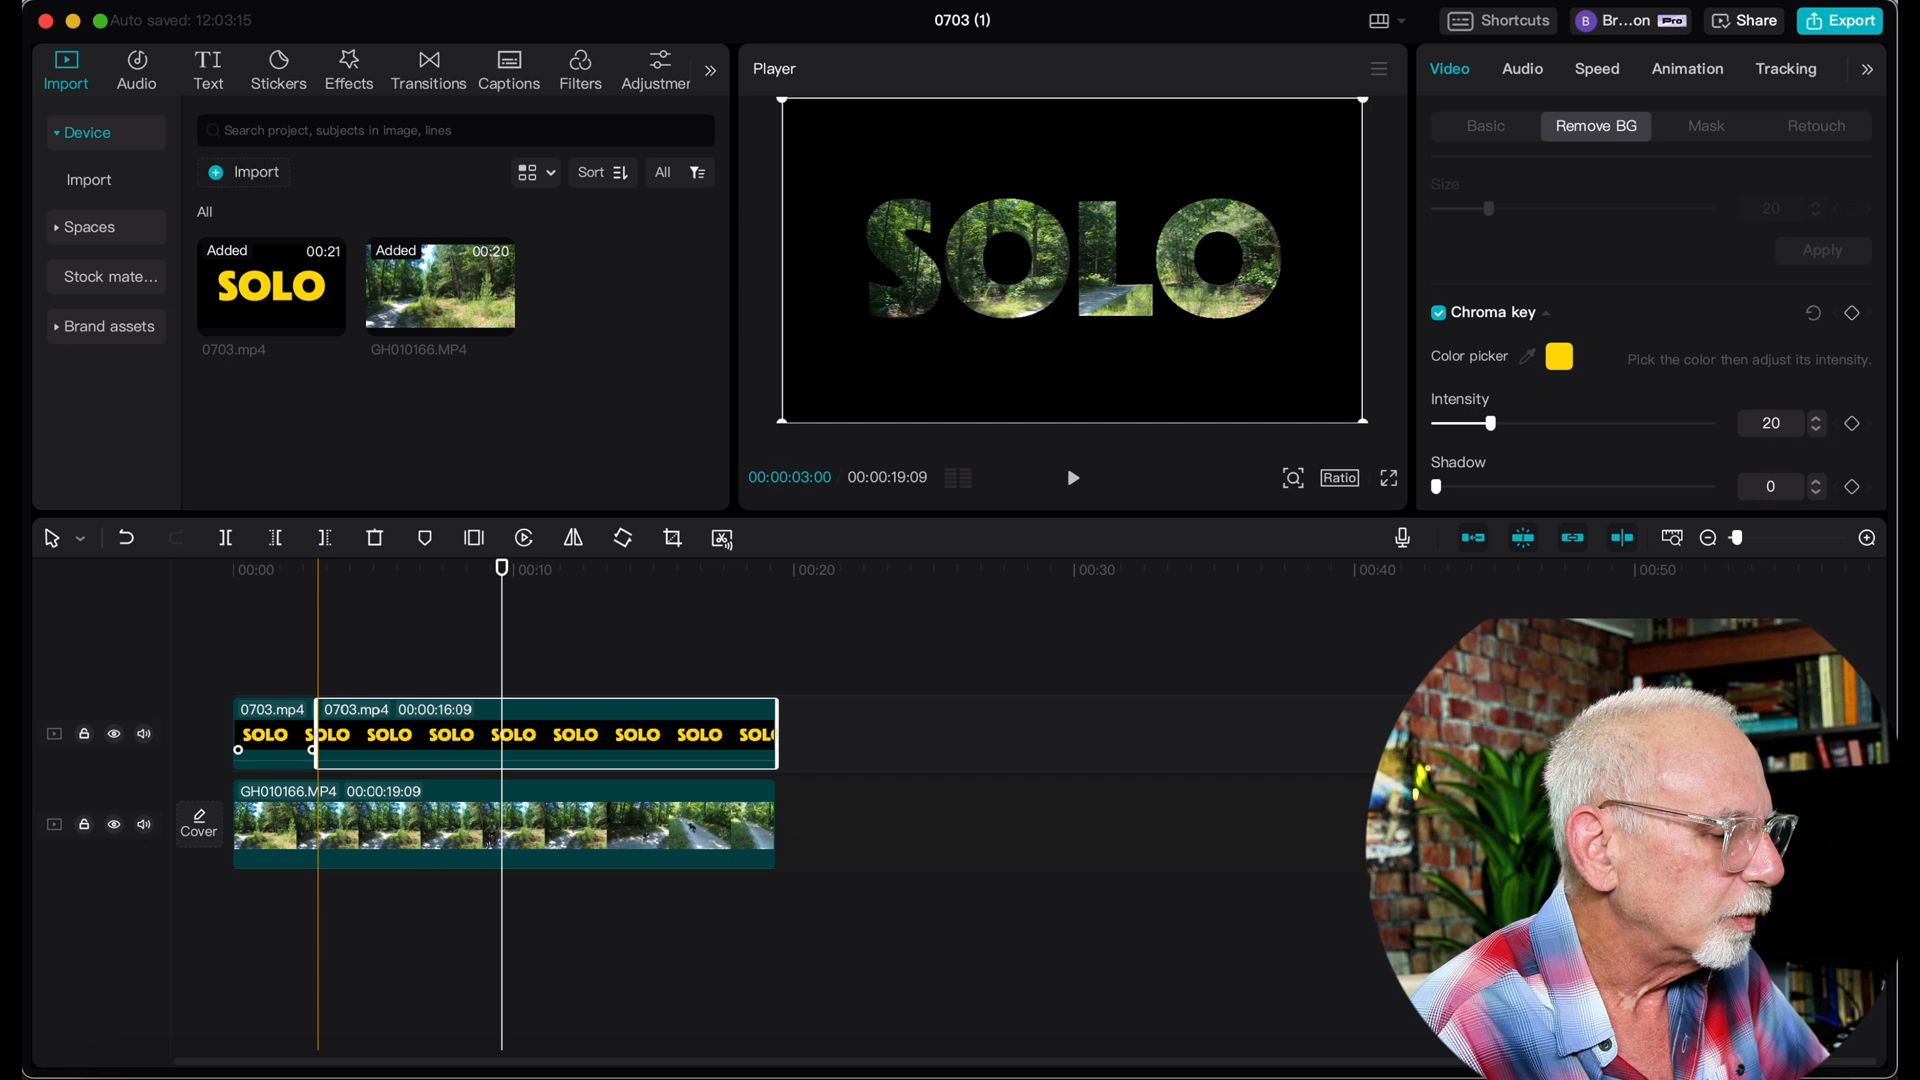 Auto saved: 12:03:15
0703 (1)
Shortcuts
B
Br...on
Pro
Share
Export
Import
Audio
Text
Stickers
Effects
Transitions
Captions
Filters
Adjustmer
Device
Import
Spaces
Stock mate...
Brand assets
Search project, subjects in image, lines
Import
Sort
All
All
Added
00:21
SOLO
0703.mp4
Added
00:20
GH010166.MP4
Player
SOLO
00:00:03:00
00:00:19:09
Ratio
Video
Audio
Speed
Animation
Tracking
Basic
Remove BG
Mask
Retouch
Size
20
Apply
Chroma key
Color picker
Pick the color then adjust its intensity.
Intensity
20
Shadow
0
00:00
00:10
00:20
00:30
00:40
00:50
0703.mp4
0703.mp4 00:00:16:09
SOLO SOLO SOLO SOLO SOLO SOLO SOLO SOLO SOL
GH010166.MP4 00:00:19:09
Cover